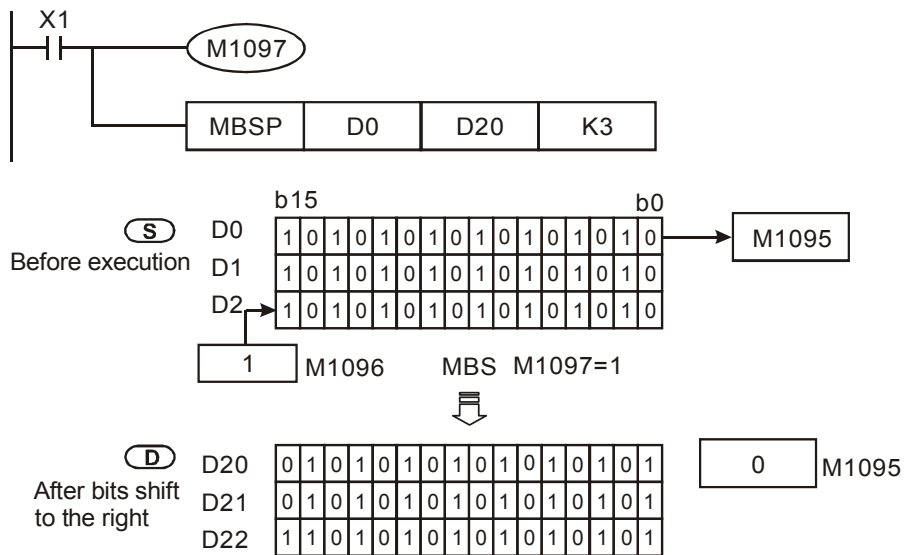 X1
M1097
MBSP D0 D20 K3
b15 b0
S D0 1 0 1 0 1 0 1 0 1 0 1 0 1 0 1 0 M1095
Before execution
D1 1 0 1 0 1 0 1 0 1 0 1 0 1 0 1 0
D2 1 0 1 0 1 0 1 0 1 0 1 0 1 0 1 0
1 M1096 MBS M1097=1
D D20 0 1 0 1 0 1 0 1 0 1 0 1 0 1 0 1 0 M1095
After bits shift
to the right
D21 0 1 0 1 0 1 0 1 0 1 0 1 0 1 0 1
D22 1 1 0 1 0 1 0 1 0 1 0 1 0 1 0 1